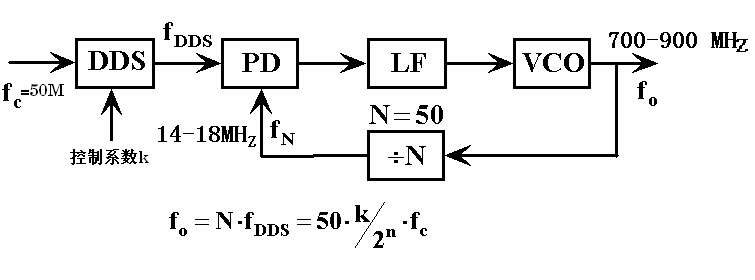 700-900 MHZ
f_DDS
DDS
PD
LF
VCO
f_c=50M
f_o
控制系数k
14-18MHZ
f_N
N=50
÷N
f_o = N·f_DDS = 50·k/2^n·f_c